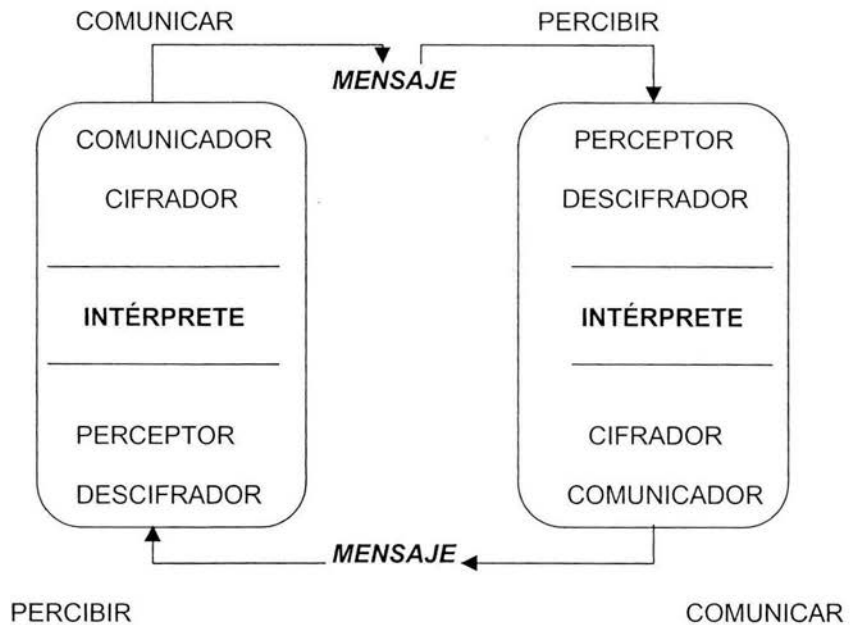 COMUNICAR
PERCIBIR
MENSAJE
COMUNICADOR
CIFRADOR
INTÉRPRETE
PERCEPTOR
DESCIFRADOR
PERCEPTOR
DESCIFRADOR
INTÉRPRETE
CIFRADOR
COMUNICADOR
MENSAJE
PERCIBIR
COMUNICAR